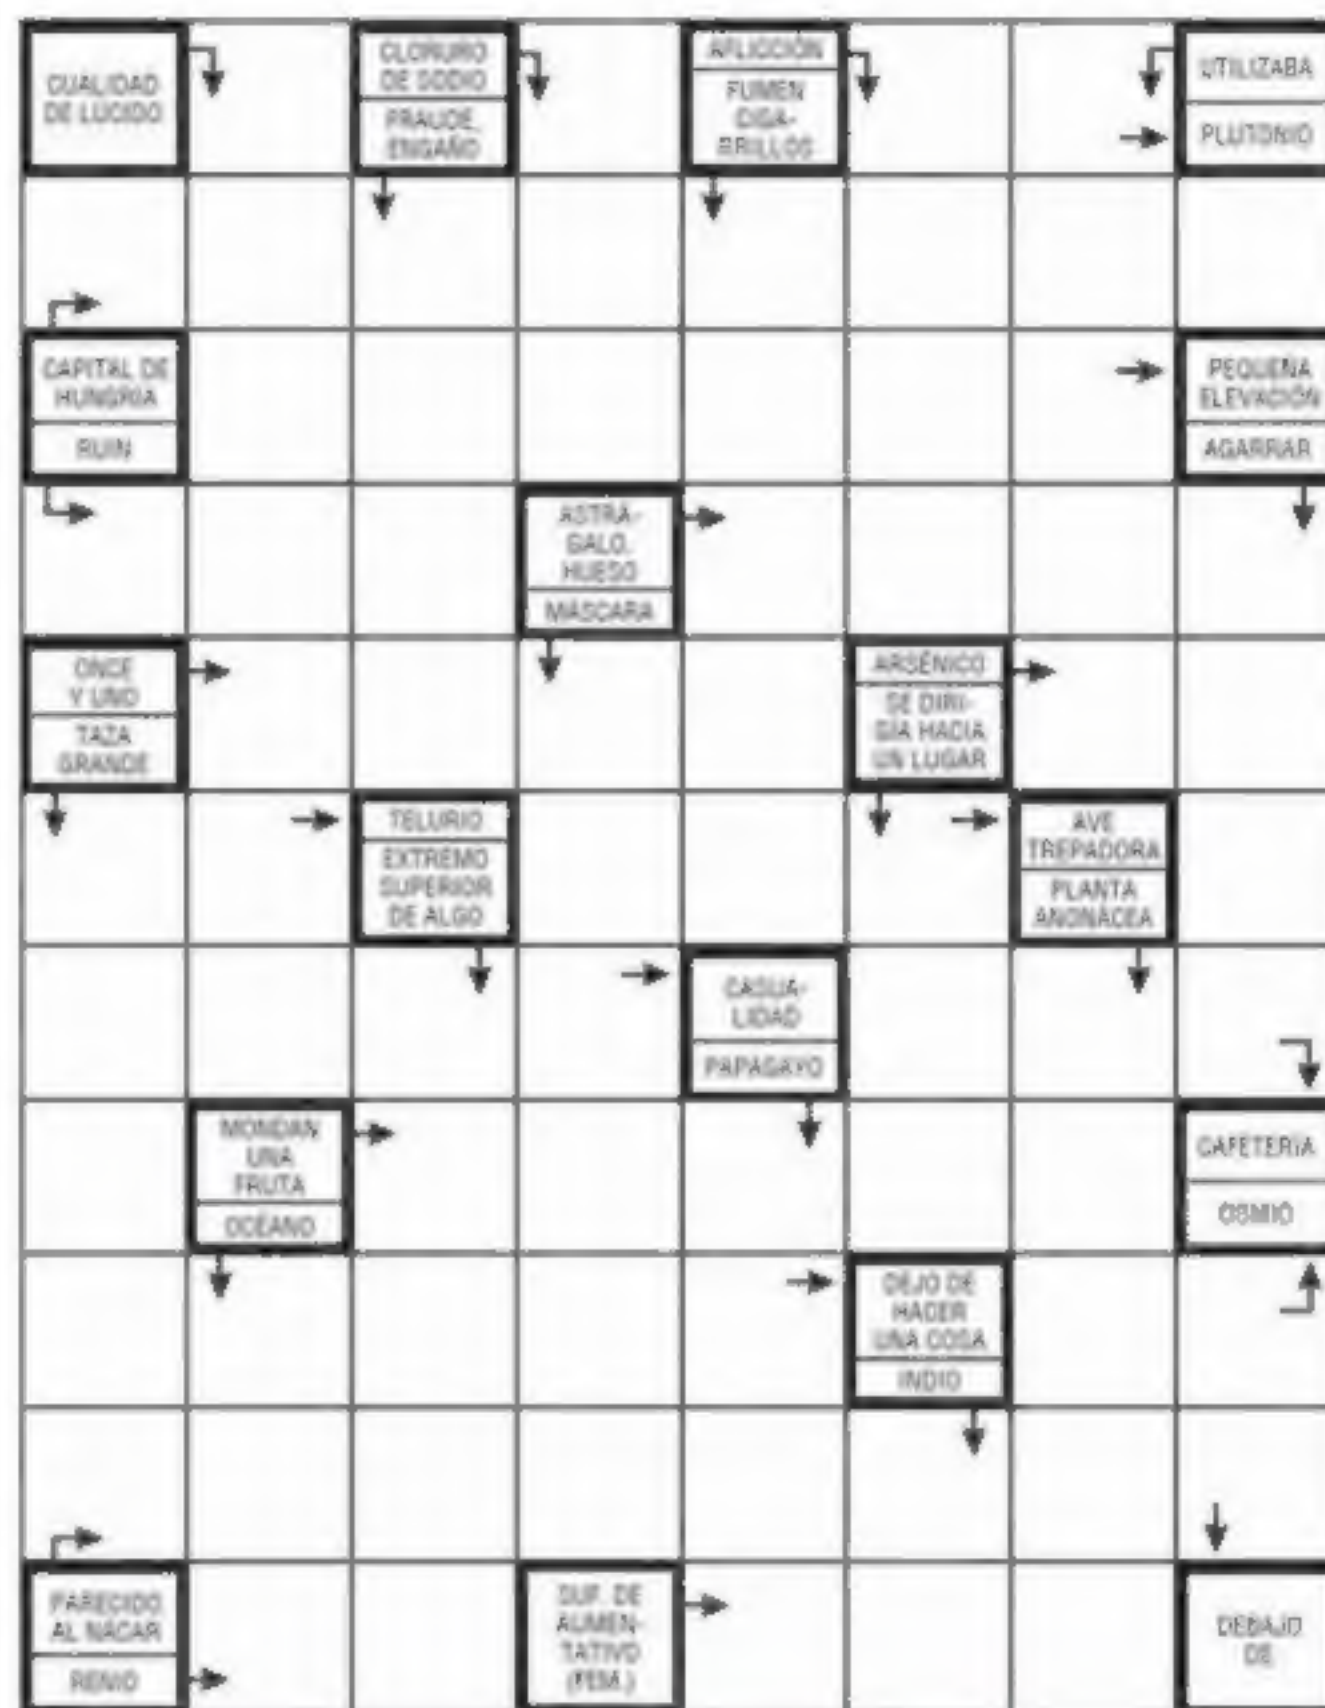 CUALIDAD
DE LUCIDO
CLORURO
DE SODIO
FRAUDE,
ENGAÑO
AFLICCIÓN
FUMEN
CIGA-
RRILLOS
UTILIZABA
PLUTONIO
CAPITAL DE
HUNGRIA
RUIN
PEQUEÑA
ELEVACIÓN
AGARRAR
ASTRA-
GALO,
HUESO
MÁSCARA
ONCE
Y UNO
TAZA
GRANDE
ARSÉNICO
SE DIRI-
GÍA HACIA
UN LUGAR
TELURIO
EXTREMO
SUPERIOR
DE ALGO
AVE
TREPADORA
PLANTA
ANONÁCEA
CASUA-
LIDAD
PAPAGAYO
MONDAN
UNA
FRUTA
OCÉANO
CAFETERÍA
OSMIO
DEJO DE
HACER
UNA COSA
INDIO
PARECIDO
AL NÁCAR
RENIO
SUF. DE
AUMEN-
TATIVO
(FEM.)
DEBAJO
DE